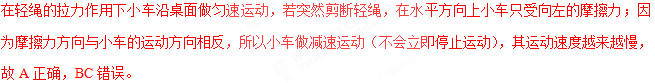 在轻绳的拉力作用下小车沿桌面做匀速运动，若突然剪断轻绳，在水平方向上小车只受向左的摩擦力；因
为摩擦力方向与小车的运动方向相反，所以小车做减速运动（不会立即停止运动），其运动速度越来越慢，
故 A 正确，BC 错误。